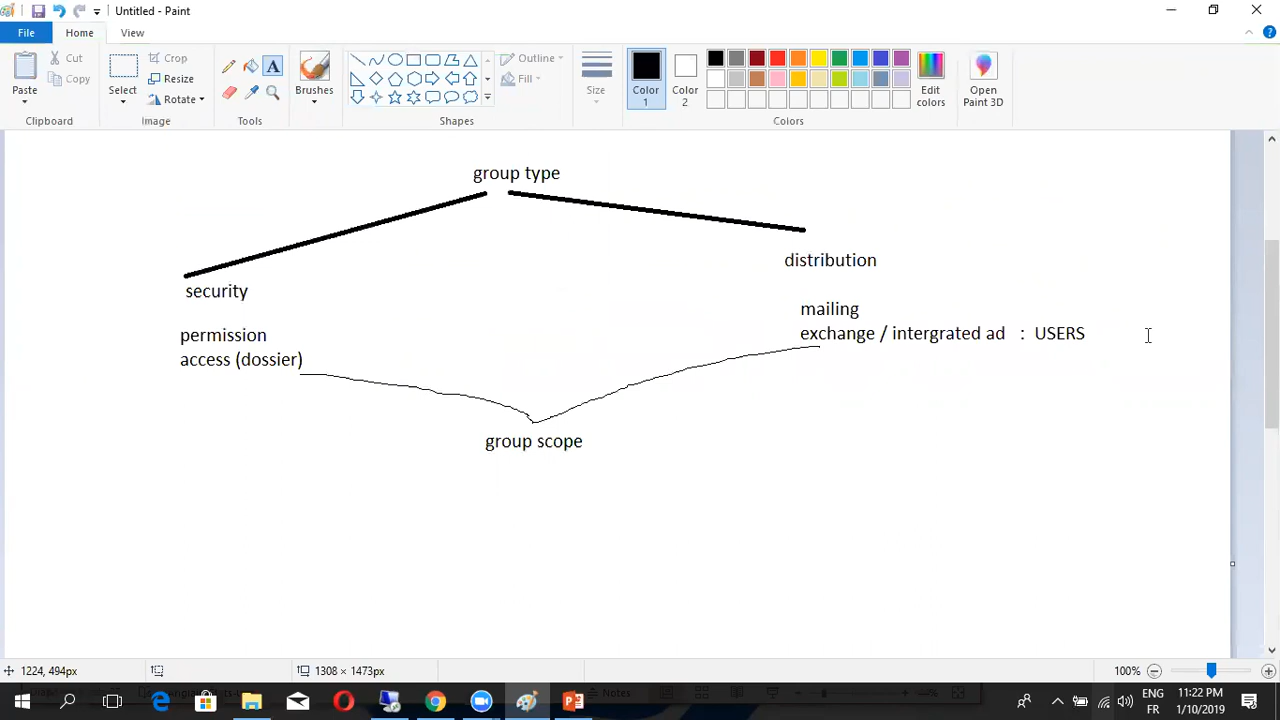 Untitled - Paint
File
Home
View
Paste
Cut
Copy
Clipboard
Select
Crop
Resize
Rotate
Image
A
Tools
Brushes
Outline
Fill
Shapes
Size
Color 1
Color 2
Edit colors
Colors
Open Paint 3D
group type
security
distribution
permission
access (dossier)
mailing
exchange / intergrated ad : USERS
group scope
1224, 494px
1308 × 1473px
100%
Notes
ENG
FR
11:22 PM
1/10/2019